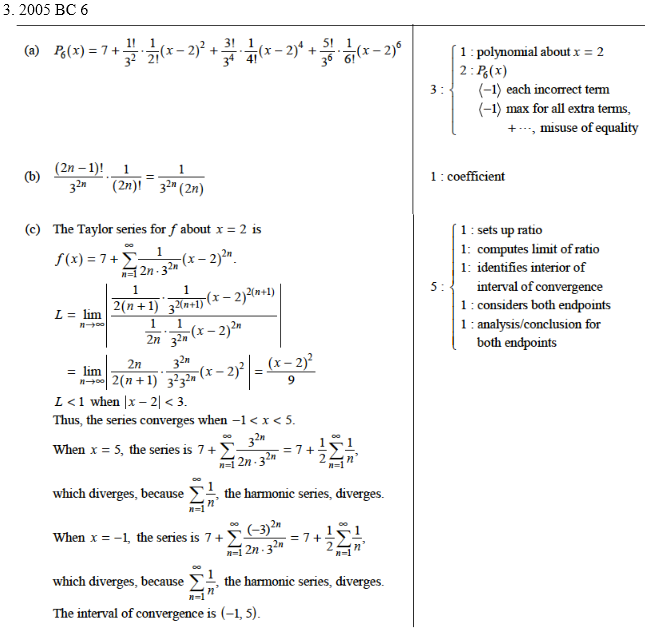 3. 2005 BC 6
(a) P₆(x) = 7 + 1!/3² · 1/2! (x − 2)² + 3!/3⁴ · 1/4! (x − 2)⁴ + 5!/3⁶ · 1/6! (x − 2)⁶
3 : { 1 : polynomial about x = 2
2 : P₆(x)
⟨−1⟩ each incorrect term
⟨−1⟩ max for all extra terms,
+ ⋯, misuse of equality
(b) (2n − 1)!/3²ⁿ · 1/(2n)! = 1/(3²ⁿ(2n))
1 : coefficient
(c) The Taylor series for f about x = 2 is
f(x) = 7 + ∑_{n=1}^{∞} 1/(2n · 3²ⁿ) (x − 2)²ⁿ.
L = lim_{n→∞} | (1/(2(n + 1)) · 1/3^{2(n+1)} (x − 2)^{2(n+1)}) / (1/(2n) · 1/3²ⁿ (x − 2)²ⁿ) |
= lim_{n→∞} | 2n/(2(n + 1)) · 3²ⁿ/(3²3²ⁿ) (x − 2)² | = (x − 2)²/9
L < 1 when |x − 2| < 3.
Thus, the series converges when −1 < x < 5.
When x = 5, the series is 7 + ∑_{n=1}^{∞} 3²ⁿ/(2n · 3²ⁿ) = 7 + 1/2 ∑_{n=1}^{∞} 1/n,
which diverges, because ∑_{n=1}^{∞} 1/n, the harmonic series, diverges.
When x = −1, the series is 7 + ∑_{n=1}^{∞} (−3)²ⁿ/(2n · 3²ⁿ) = 7 + 1/2 ∑_{n=1}^{∞} 1/n,
which diverges, because ∑_{n=1}^{∞} 1/n, the harmonic series, diverges.
The interval of convergence is (−1, 5).
5 : { 1 : sets up ratio
1: computes limit of ratio
1: identifies interior of
interval of convergence
1 : considers both endpoints
1 : analysis/conclusion for
both endpoints